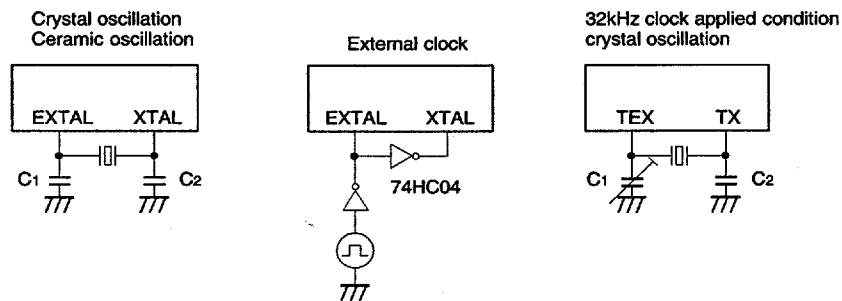 Crystal oscillation
Ceramic oscillation
EXTAL XTAL
C1 C2
External clock
EXTAL XTAL
74HC04
32kHz clock applied condition
crystal oscillation
TEX TX
C1 C2